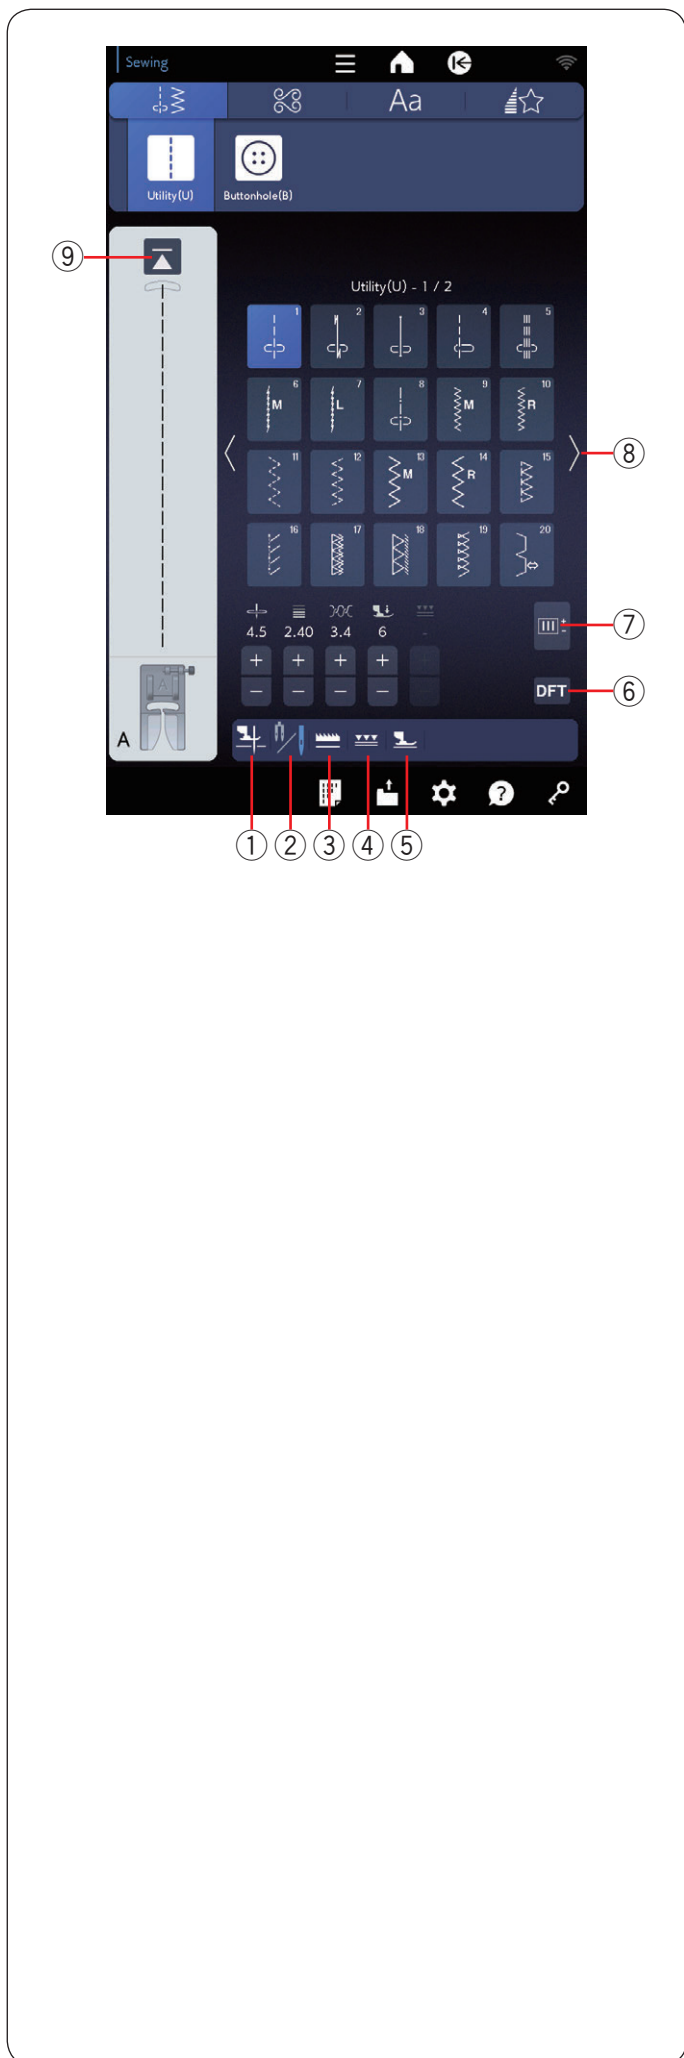 Sewing
Aa
Utility(U) Buttonhole(B)
⑨
Utility(U) - 1 / 2
1 2 3 4 5
6 M 7 L 8 9 M 10 R
⑧
11 12 13 M 14 R 15
16 17 18 19 20
4.5 2.40 3.4 6 -
⑦
+ + + + +
− − − − −
DFT ⑥
A
?
① ② ③ ④ ⑤